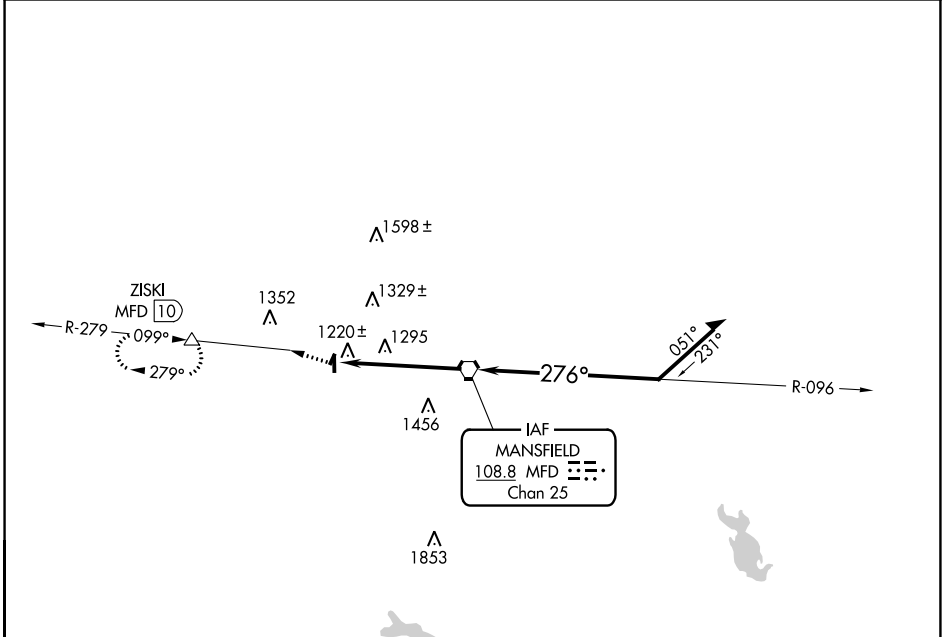 1598 ±
ZISKI
MFD 10
1352
1329 ±
R-279
099°
279°
1220 ±
1295
051°
231°
276°
R-096
1456
IAF
MANSFIELD
108.8 MFD
Chan 25
1853